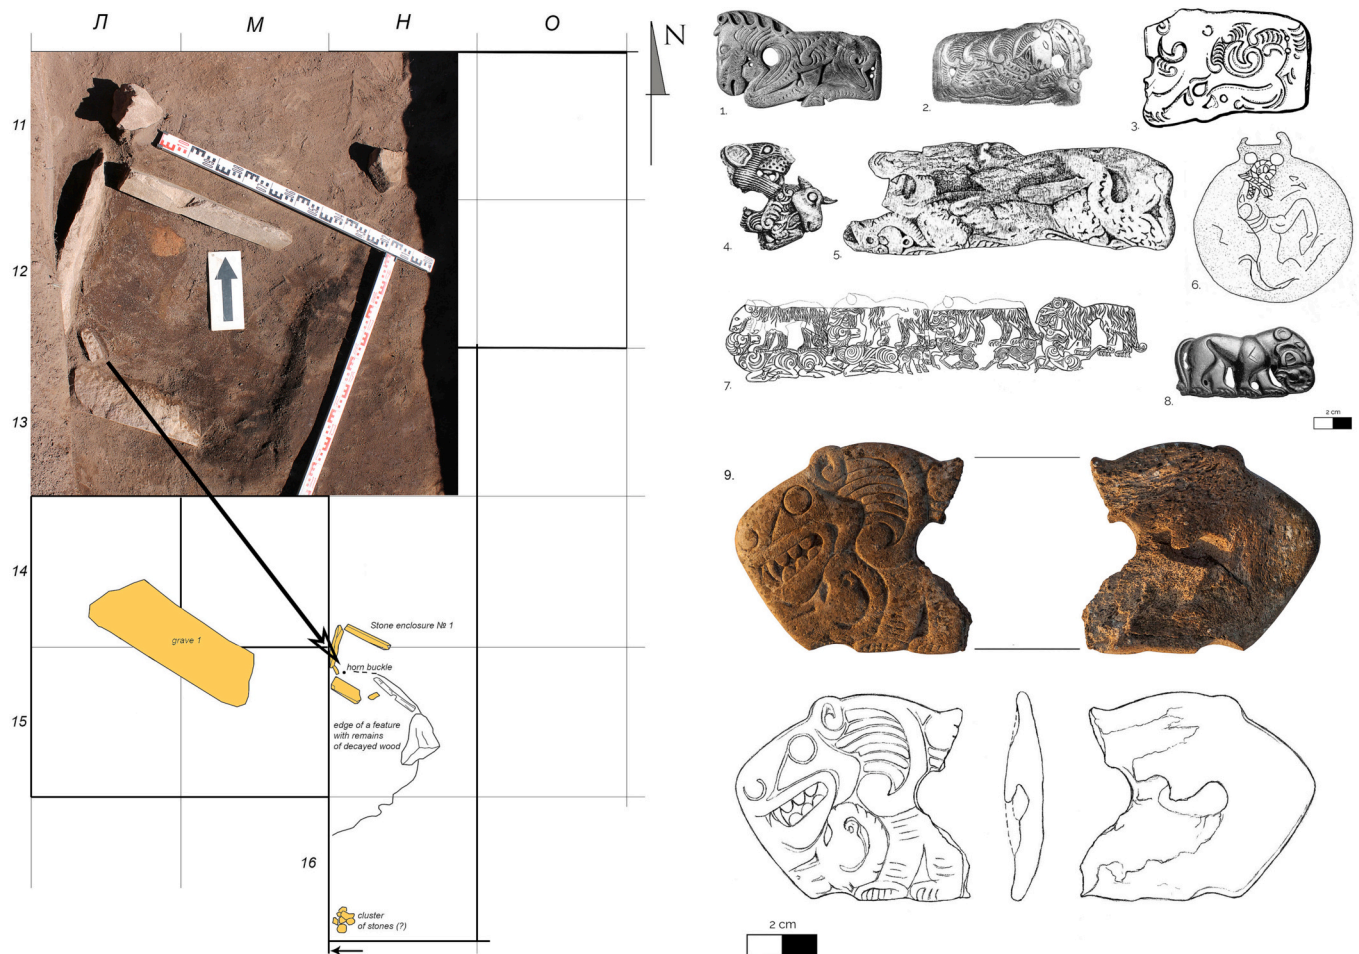 Л М Н О
N
11
12
13
14
15
16
grave 1
Stone enclosure № 1
horn buckle
edge of a feature
with remains
of decayed wood
cluster
of stones (?)
1.
2.
3.
4.
5.
6.
7.
8.
2 cm
9.
2 cm